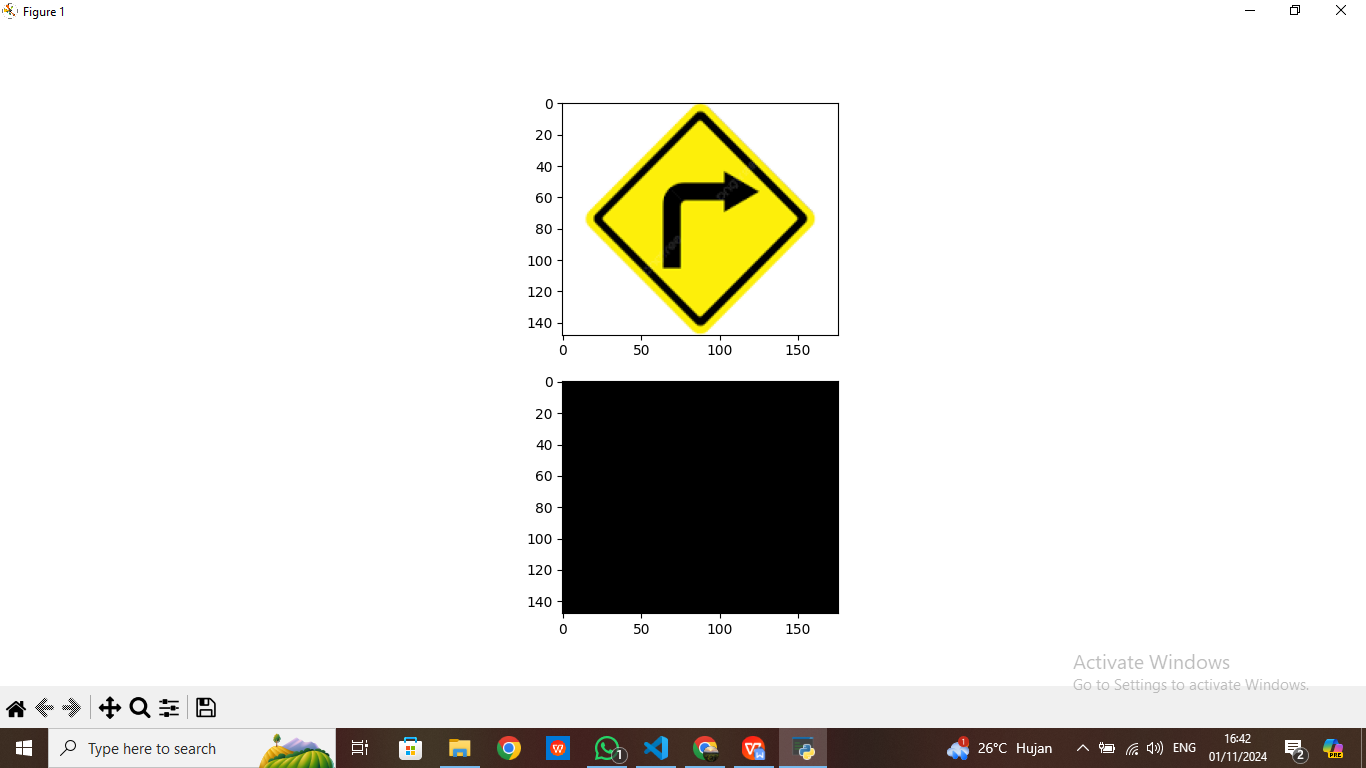 Figure 1
0
20
40
60
80
100
120
140
0 50 100 150
0
20
40
60
80
100
120
140
0 50 100 150
Activate Windows
Go to Settings to activate Windows.
Type here to search
1
W
1
26°C Hujan
ENG
16:42
01/11/2024
2
PRE